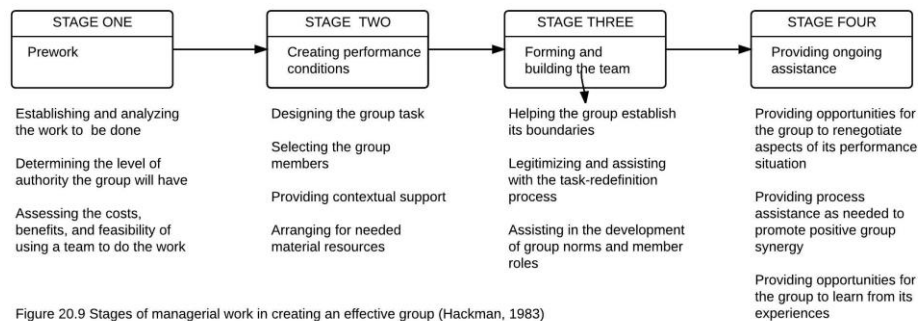 STAGE ONE
Prework
Establishing and analyzing
the work to be done
Determining the level of
authority the group will have
Assessing the costs,
benefits, and feasibility of
using a team to do the work
STAGE TWO
Creating performance
conditions
Designing the group task
Selecting the group
members
Providing contextual support
Arranging for needed
material resources
STAGE THREE
Forming and
building the team
Helping the group establish
its boundaries
Legitimizing and assisting
with the task-redefinition
process
Assisting in the development
of group norms and member
roles
STAGE FOUR
Providing ongoing
assistance
Providing opportunities for
the group to renegotiate
aspects of its performance
situation
Providing process
assistance as needed to
promote positive group
synergy
Providing opportunities for
the group to learn from its
experiences
Figure 20.9 Stages of managerial work in creating an effective group (Hackman, 1983)